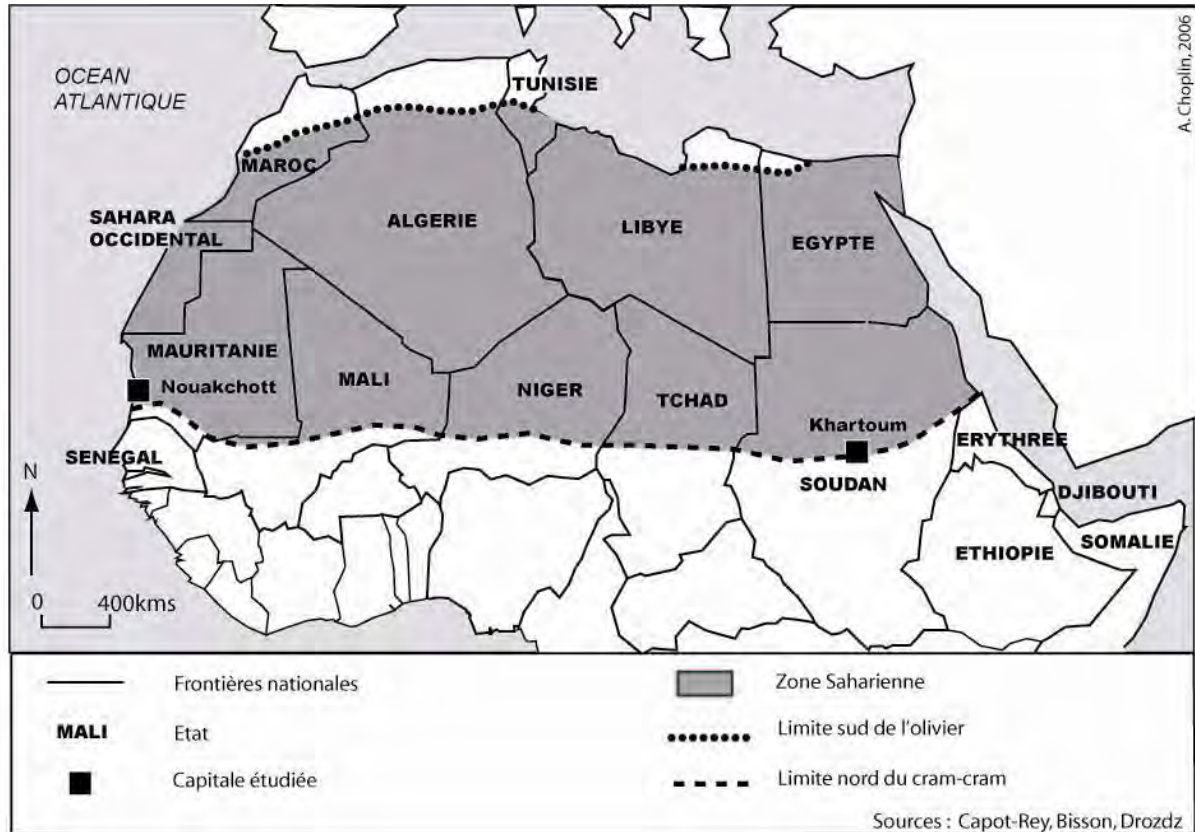 OCEAN
ATLANTIQUE
A. Choplin, 2006
TUNISIE
MAROC
SAHARA
OCCIDENTAL
ALGERIE
LIBYE
EGYPTE
MAURITANIE
Nouakchott
MALI
NIGER
TCHAD
Khartoum
SENEGAL
ERYTHREE
SOUDAN
DJIBOUTI
ETHIOPIE
SOMALIE
N
0 400kms
Frontières nationales
MALI Etat
Capitale étudiée
Zone Saharienne
Limite sud de l'olivier
Limite nord du cram-cram
Sources : Capot-Rey, Bisson, Drozdz